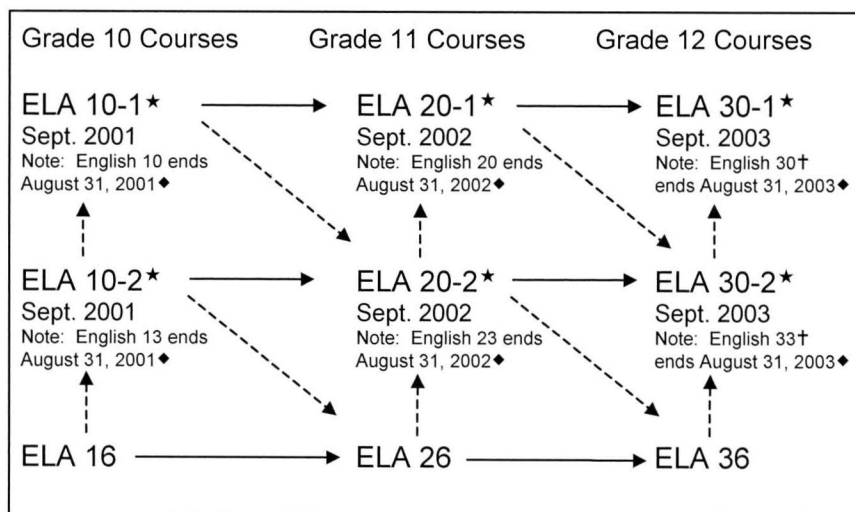 Grade 10 Courses Grade 11 Courses Grade 12 Courses
ELA 10-1★ ELA 20-1★ ELA 30-1★
Sept. 2001 Sept. 2002 Sept. 2003
Note: English 10 ends Note: English 20 ends Note: English 30†
August 31, 2001◆ August 31, 2002◆ ends August 31, 2003◆
ELA 10-2★ ELA 20-2★ ELA 30-2★
Sept. 2001 Sept. 2002 Sept. 2003
Note: English 13 ends Note: English 23 ends Note: English 33†
August 31, 2001◆ August 31, 2002◆ ends August 31, 2003◆
ELA 16 ELA 26 ELA 36